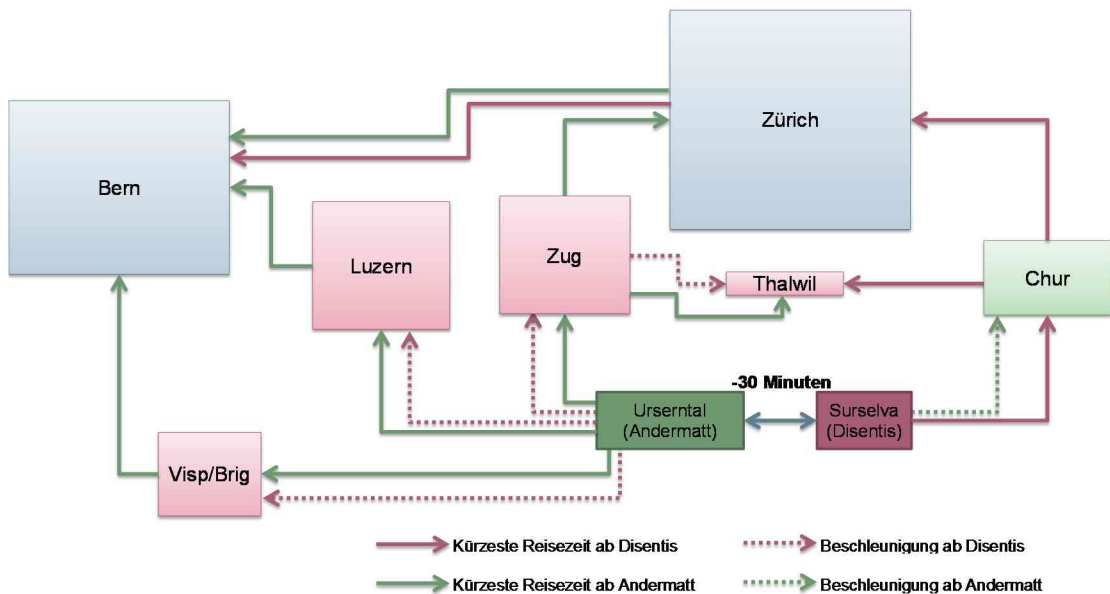 Zürich
Bern
Luzern
Zug
Thalwil
Chur
-30 Minuten
Urserntal
(Andermatt)
Surselva
(Disentis)
Visp/Brig
Kürzeste Reisezeit ab Disentis
Beschleunigung ab Disentis
Kürzeste Reisezeit ab Andermatt
Beschleunigung ab Andermatt